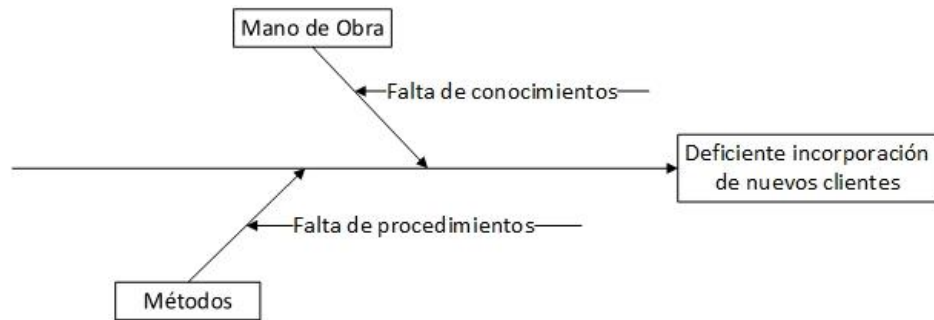 Mano de Obra
Falta de conocimientos
Deficiente incorporación
de nuevos clientes
Falta de procedimientos
Métodos